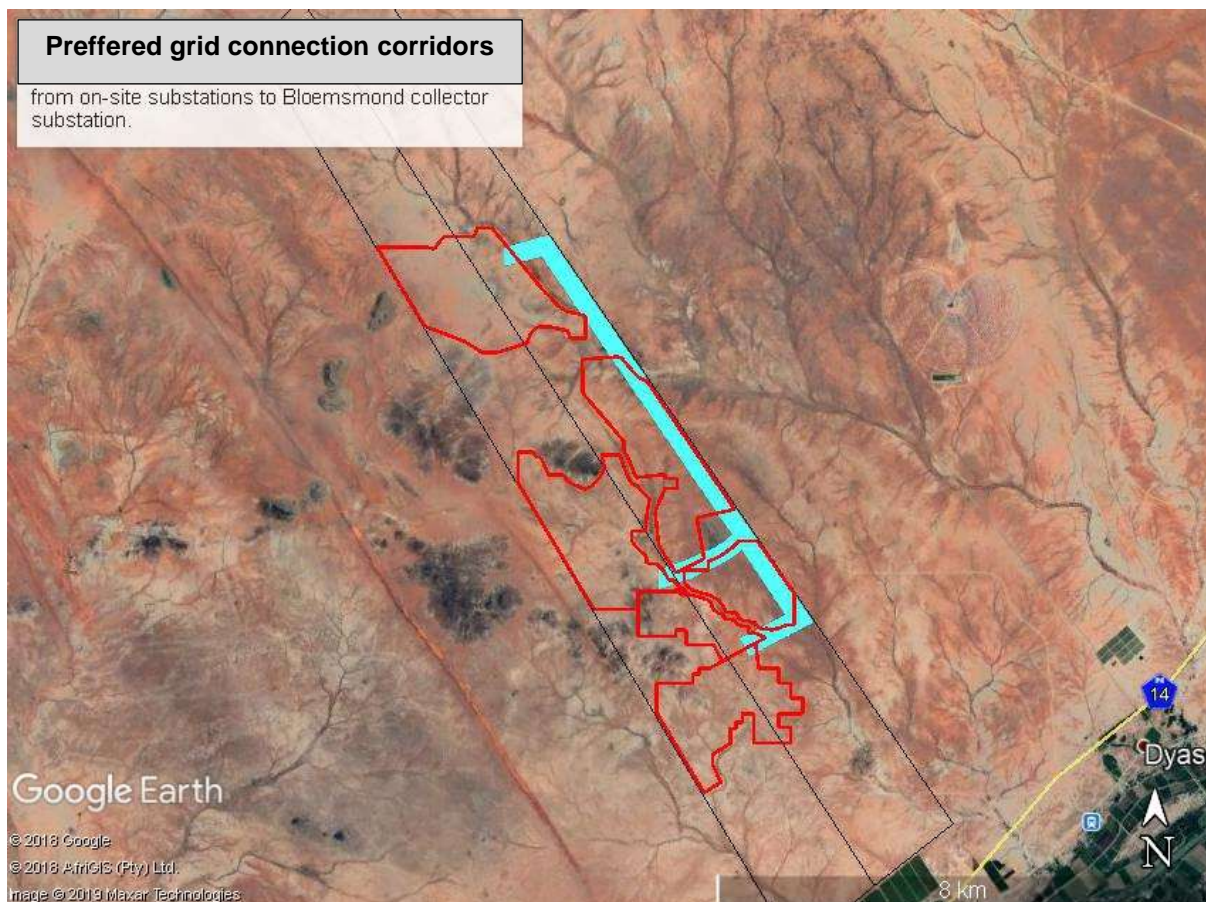 Preffered grid connection corridors
from on-site substations to Bloemsmond collector
substation.
14
Dyas
Google Earth
© 2018 Google
© 2018 AfriGIS (Pty) Ltd.
Image © 2019 Maxar Technologies
N
8 km